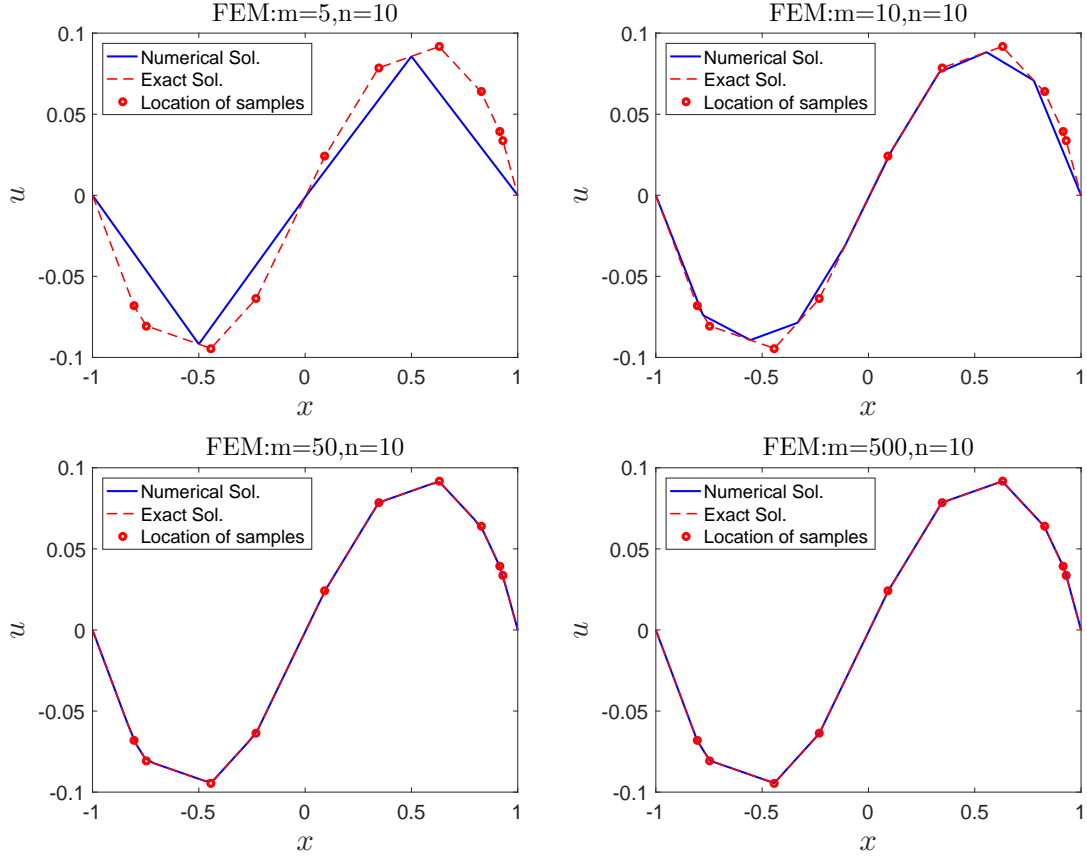 FEM:m=5,n=10
0.1
0.05
0
-0.05
-0.1
u
Numerical Sol.
Exact Sol.
Location of samples
-1
-0.5
0
0.5
1
x
FEM:m=10,n=10
0.1
0.05
0
-0.05
-0.1
u
Numerical Sol.
Exact Sol.
Location of samples
-1
-0.5
0
0.5
1
x
FEM:m=50,n=10
0.1
0.05
0
-0.05
-0.1
u
Numerical Sol.
Exact Sol.
Location of samples
-1
-0.5
0
0.5
1
x
FEM:m=500,n=10
0.1
0.05
0
-0.05
-0.1
u
Numerical Sol.
Exact Sol.
Location of samples
-1
-0.5
0
0.5
1
x